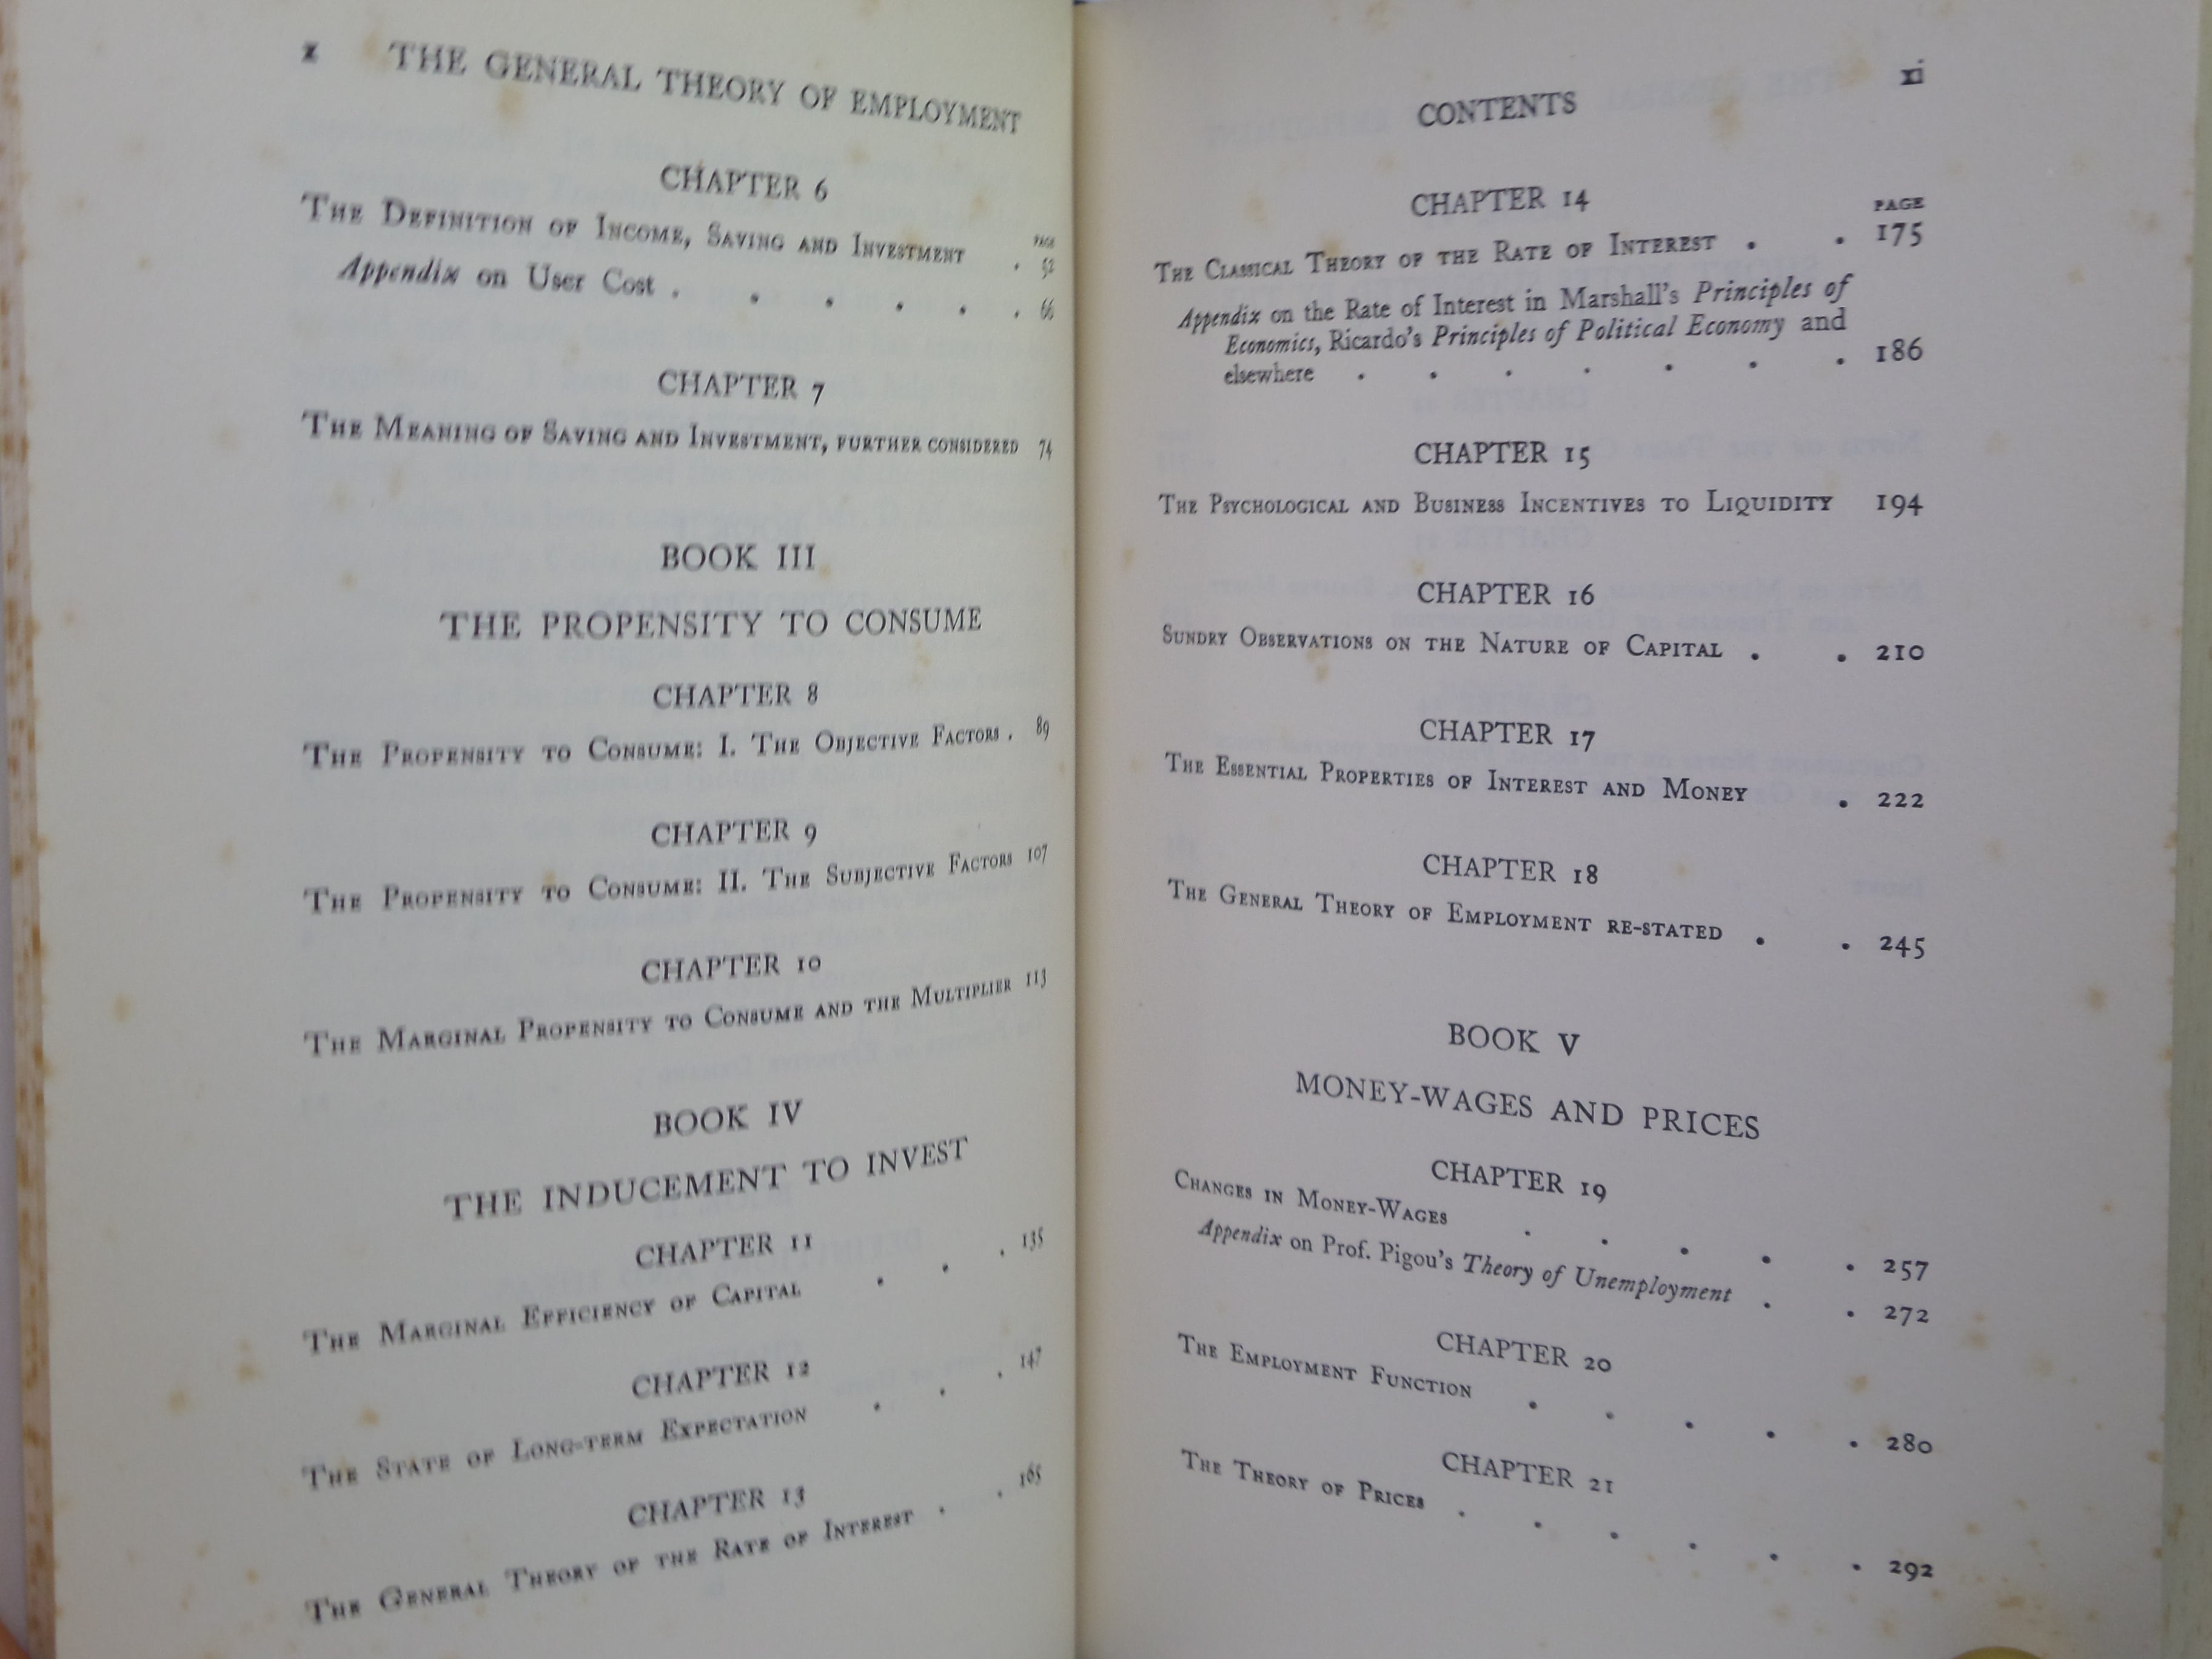 x THE GENERAL THEORY OF EMPLOYMENT
CHAPTER 6
PAGE
THE DEFINITION OF INCOME, SAVING AND INVESTMENT . 52
Appendix on User Cost . . . . . . 66
CHAPTER 7
THE MEANING OF SAVING AND INVESTMENT, FURTHER CONSIDERED 74
BOOK III
THE PROPENSITY TO CONSUME
CHAPTER 8
THE PROPENSITY TO CONSUME: I. THE OBJECTIVE FACTORS . 89
CHAPTER 9
THE PROPENSITY TO CONSUME: II. THE SUBJECTIVE FACTORS 107
CHAPTER 10
THE MARGINAL PROPENSITY TO CONSUME AND THE MULTIPLIER 113
BOOK IV
THE INDUCEMENT TO INVEST
CHAPTER 11
THE MARGINAL EFFICIENCY OF CAPITAL . . . 135
CHAPTER 12
THE STATE OF LONG-TERM EXPECTATION . . . 147
CHAPTER 13
THE GENERAL THEORY OF THE RATE OF INTEREST . . 165
CONTENTS xi
CHAPTER 14
PAGE
THE CLASSICAL THEORY OF THE RATE OF INTEREST . . 175
Appendix on the Rate of Interest in Marshall's Principles of
Economics, Ricardo's Principles of Political Economy and
elsewhere . . . . . . . 186
CHAPTER 15
THE PSYCHOLOGICAL AND BUSINESS INCENTIVES TO LIQUIDITY 194
CHAPTER 16
SUNDRY OBSERVATIONS ON THE NATURE OF CAPITAL . . 210
CHAPTER 17
THE ESSENTIAL PROPERTIES OF INTEREST AND MONEY . 222
CHAPTER 18
THE GENERAL THEORY OF EMPLOYMENT RE-STATED . . 245
BOOK V
MONEY-WAGES AND PRICES
CHAPTER 19
CHANGES IN MONEY-WAGES . . . . . 257
Appendix on Prof. Pigou's Theory of Unemployment . . 272
CHAPTER 20
THE EMPLOYMENT FUNCTION . . . . . 280
CHAPTER 21
THE THEORY OF PRICES . . . . . . 292